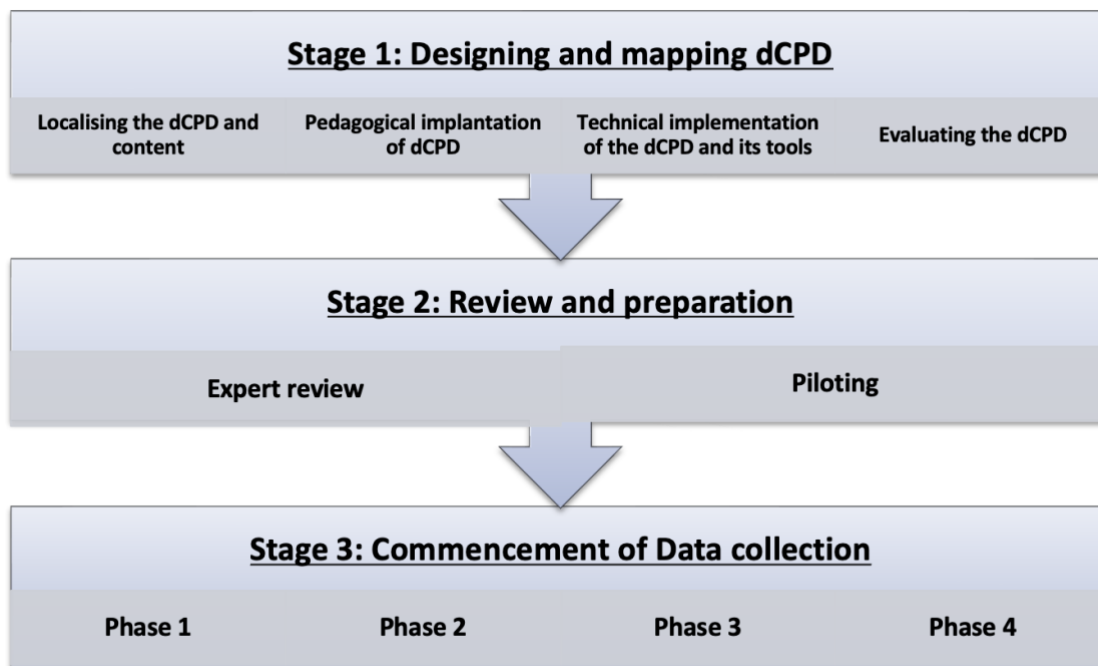 Stage 1: Designing and mapping dCPD
Localising the dCPD and
content
Pedagogical implantation
of dCPD
Technical implementation
of the dCPD and its tools
Evaluating the dCPD
Stage 2: Review and preparation
Expert review
Piloting
Stage 3: Commencement of Data collection
Phase 1
Phase 2
Phase 3
Phase 4